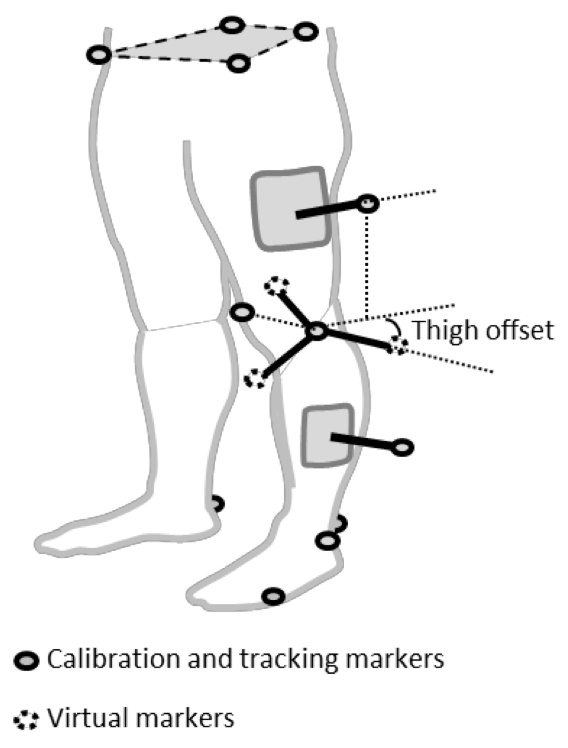 Thigh offset
Calibration and tracking markers
Virtual markers